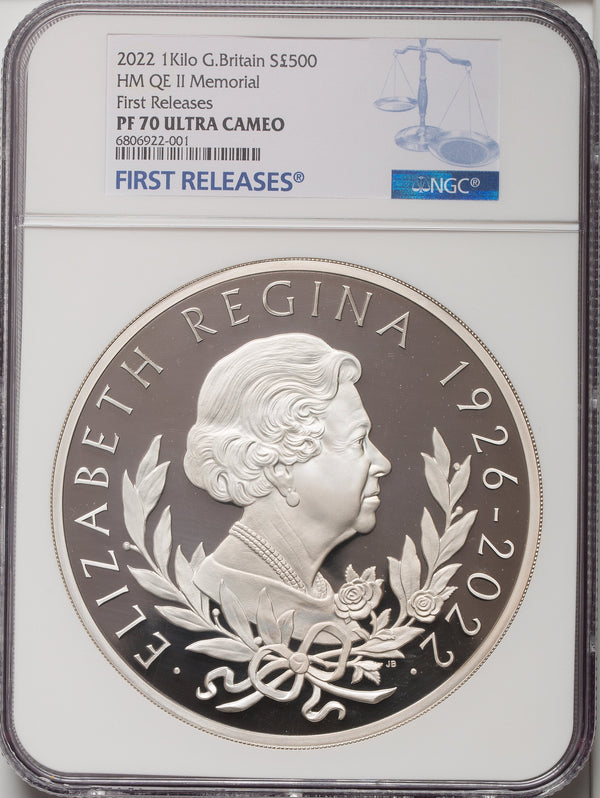 2022 1Kilo G.Britain S£500
HM QE II Memorial
First Releases
PF 70 ULTRA CAMEO
6806922-001
FIRST RELEASES®
NGC®
· ELIZABETH REGINA 1926-2022 ·
JB